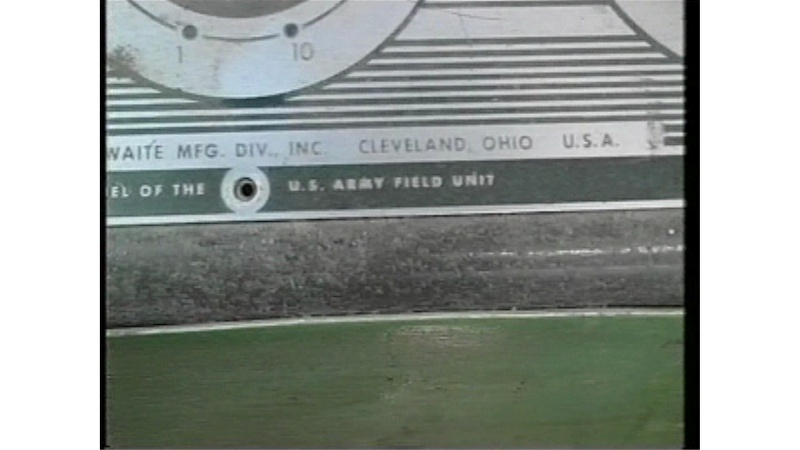 1 10
WAITE MFG. DIV., INC. CLEVELAND, OHIO U.S.A.
EL OF THE U.S. ARMY FIELD UNIT